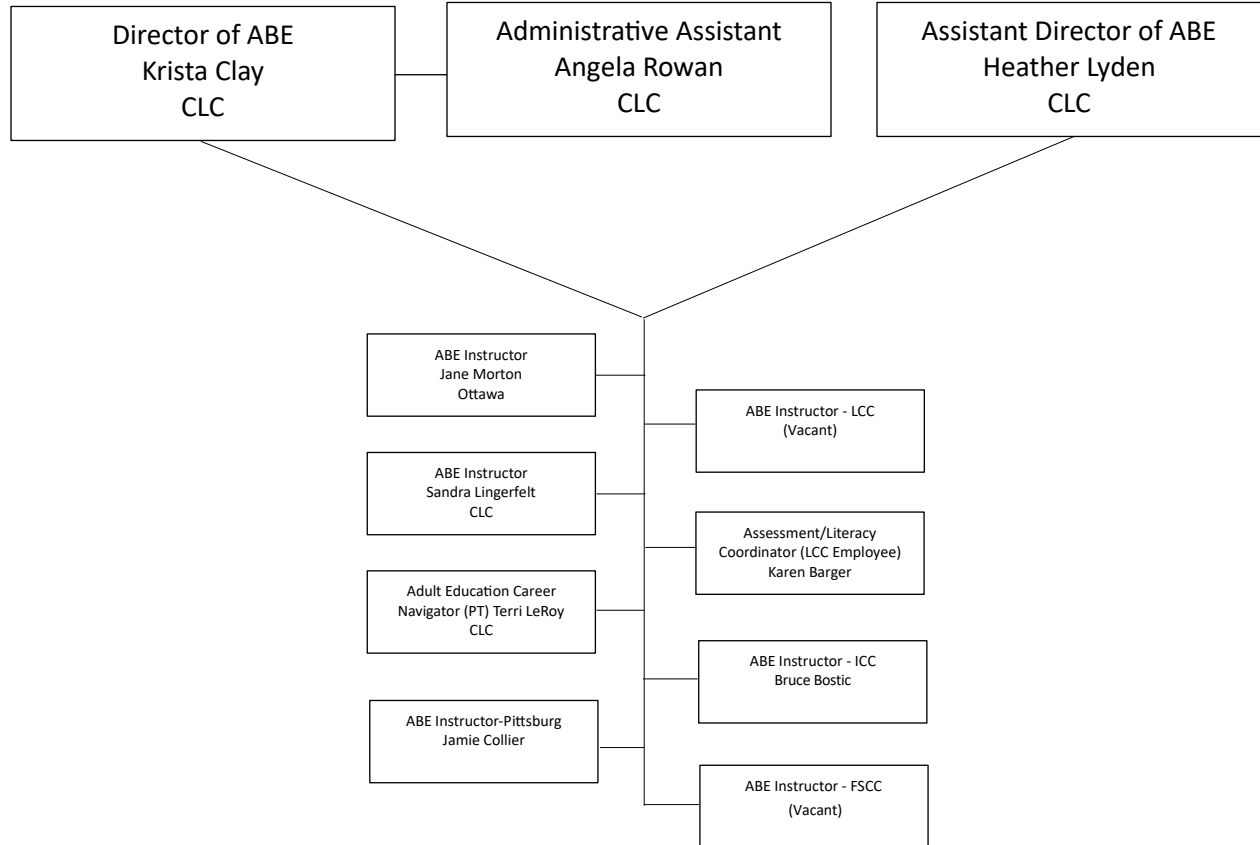 Director of ABE
Krista Clay
CLC
Administrative Assistant
Angela Rowan
CLC
Assistant Director of ABE
Heather Lyden
CLC
ABE Instructor
Jane Morton
Ottawa
ABE Instructor - LCC
(Vacant)
ABE Instructor
Sandra Lingerfelt
CLC
Assessment/Literacy
Coordinator (LCC Employee)
Karen Barger
Adult Education Career
Navigator (PT) Terri LeRoy
CLC
ABE Instructor - ICC
Bruce Bostic
ABE Instructor-Pittsburg
Jamie Collier
ABE Instructor - FSCC
(Vacant)